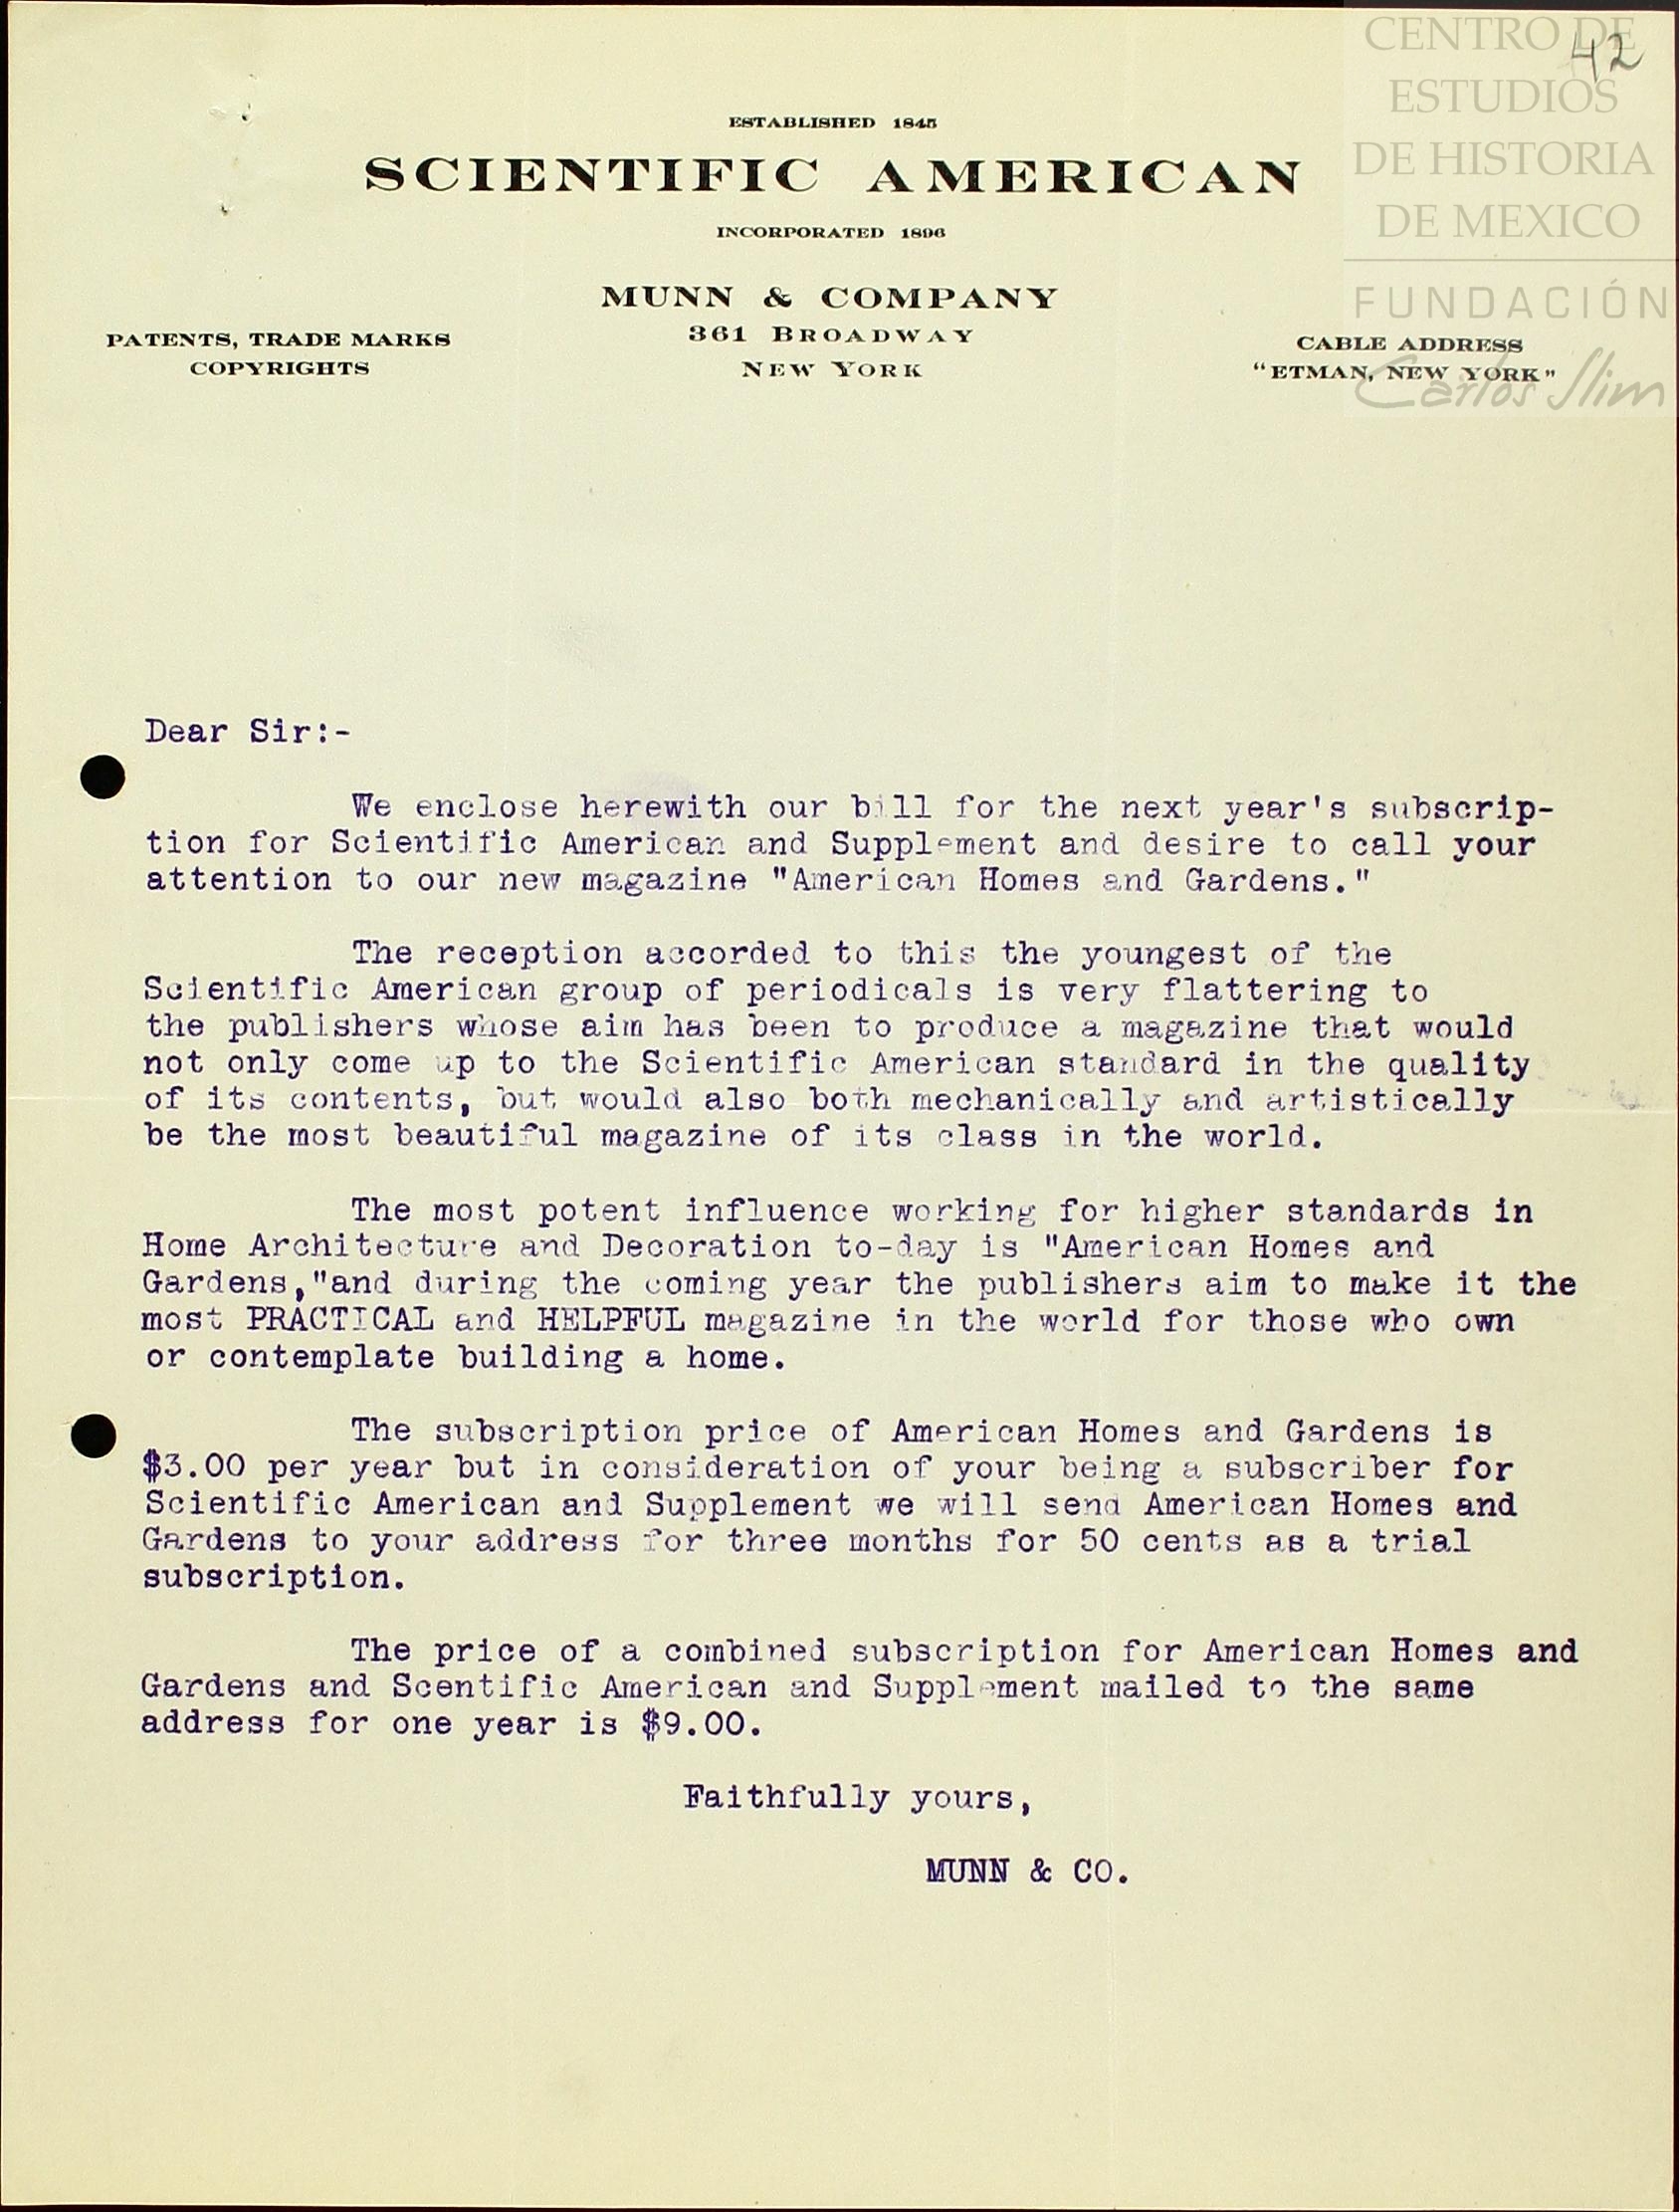 CENTRO DE
42
ESTUDIOS
DE HISTORIA
DE MEXICO
FUNDACIÓN
Carlos Slim
ESTABLISHED 1845
SCIENTIFIC AMERICAN
INCORPORATED 1896
MUNN & COMPANY
361 BROADWAY
NEW YORK
PATENTS, TRADE MARKS
COPYRIGHTS
CABLE ADDRESS
"ETMAN, NEW YORK"
Dear Sir:-
We enclose herewith our bill for the next year's subscrip-
tion for Scientific American and Supplement and desire to call your
attention to our new magazine "American Homes and Gardens."
The reception accorded to this the youngest of the
Scientific American group of periodicals is very flattering to
the publishers whose aim has been to produce a magazine that would
not only come up to the Scientific American standard in the quality
of its contents, but would also both mechanically and artistically
be the most beautiful magazine of its class in the world.
The most potent influence working for higher standards in
Home Architecture and Decoration to-day is "American Homes and
Gardens,"and during the coming year the publishers aim to make it the
most PRACTICAL and HELPFUL magazine in the world for those who own
or contemplate building a home.
The subscription price of American Homes and Gardens is
$3.00 per year but in consideration of your being a subscriber for
Scientific American and Supplement we will send American Homes and
Gardens to your address for three months for 50 cents as a trial
subscription.
The price of a combined subscription for American Homes and
Gardens and Scentific American and Supplement mailed to the same
address for one year is $9.00.
Faithfully yours,
MUNN & CO.